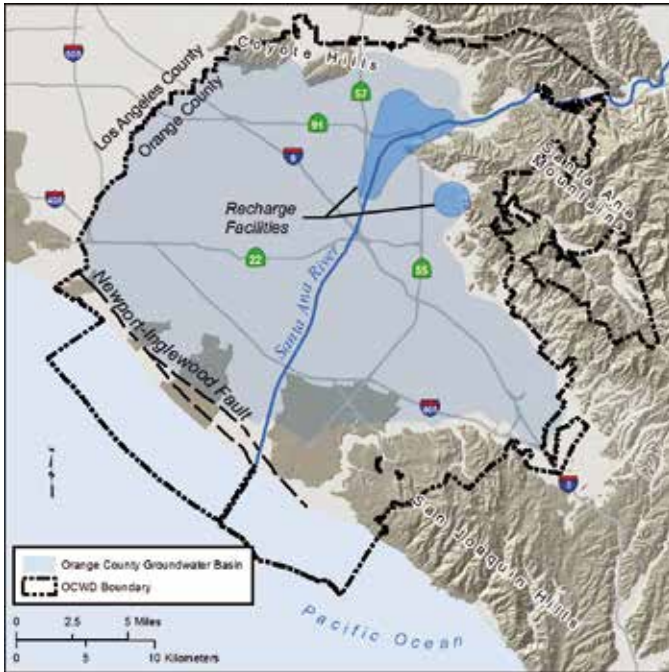 605
Los Angeles County
Orange County
Coyote Hills
57
91
5
405
Santa Ana
Mountains
Recharge
Facilities
22
55
Santa Ana River
Newport-Inglewood Fault
405
5
San Joaquin Hills
Orange County Groundwater Basin
OCWD Boundary
0 2.5 5 Miles
0 5 10 Kilometers
Pacific Ocean